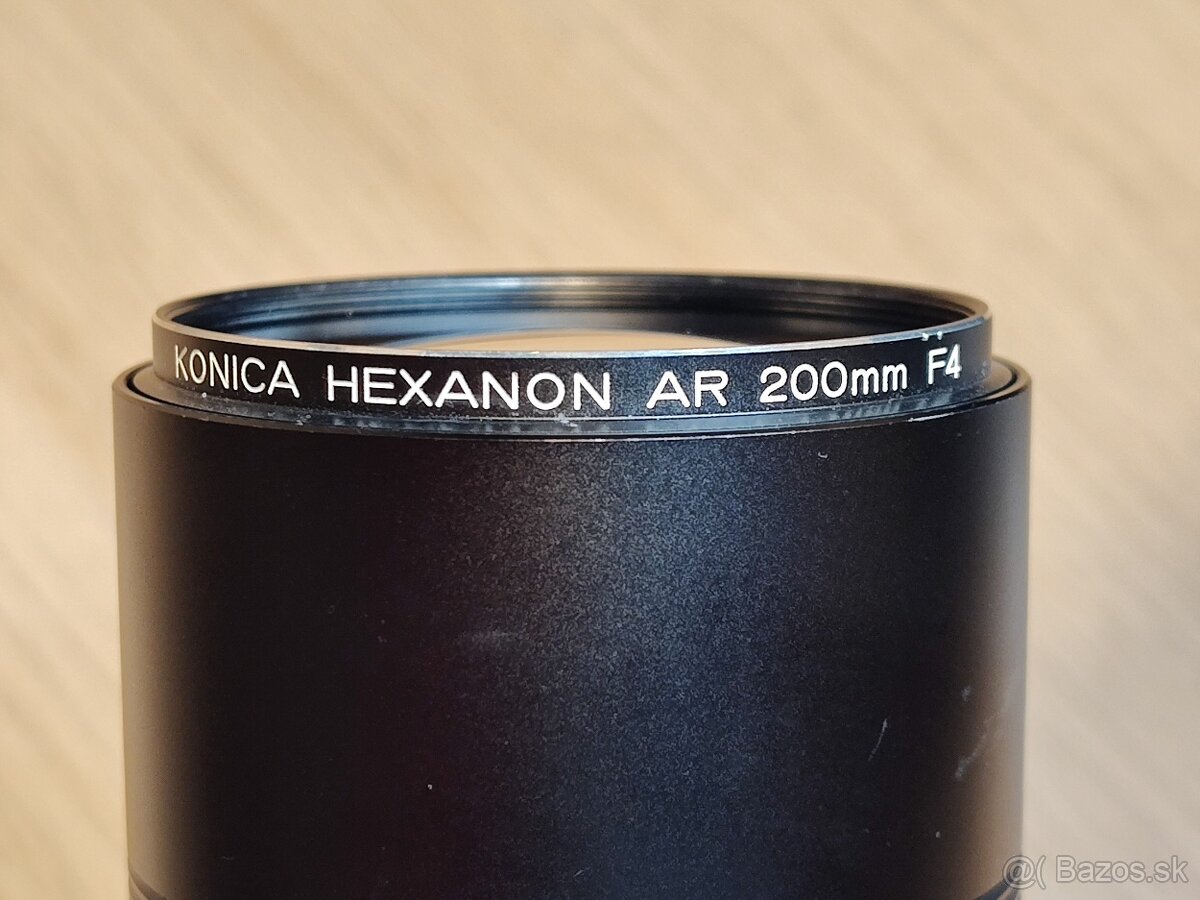 KONICA HEXANON AR 200mm F4
@( Bazos.sk